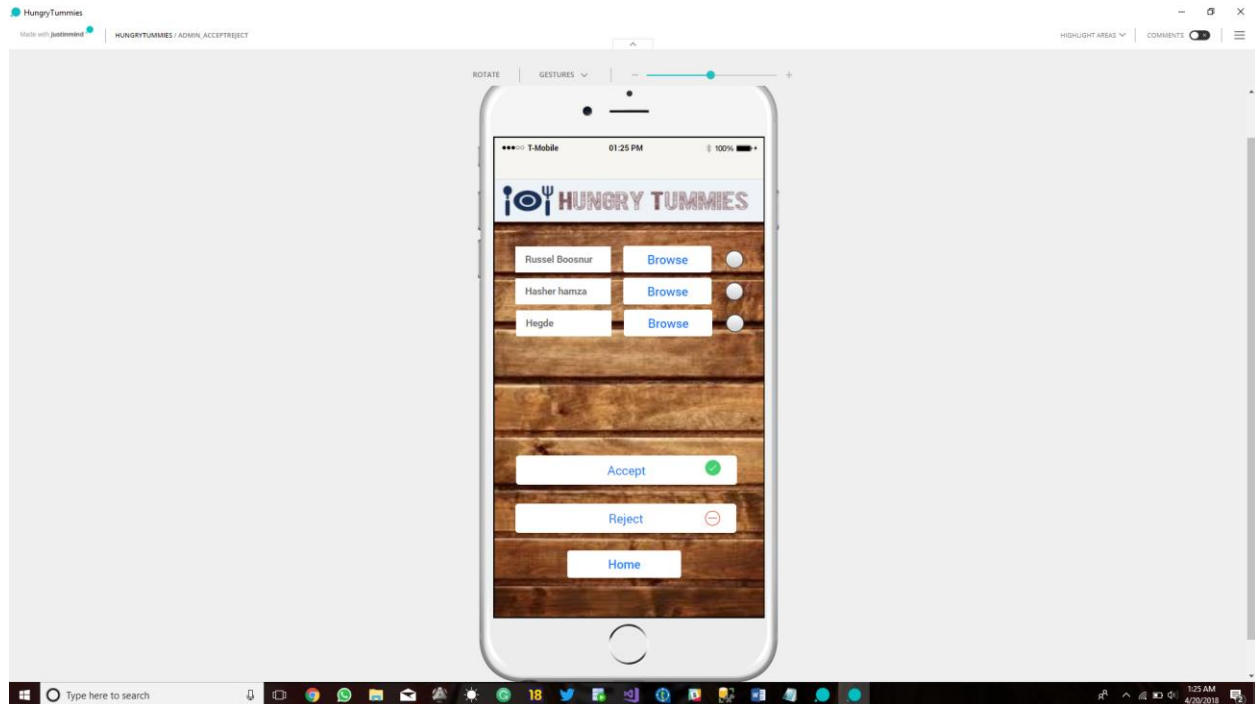 HungryTummies
Made with justinmind
HUNGRYTUMMIES / ADMIN_ACCEPTREJECT
HIGHLIGHT AREAS
COMMENTS
ROTATE
GESTURES
T-Mobile
01:25 PM
100%
HUNGRY TUMMIES
Russel Boosnur
Browse
Hasher hamza
Browse
Hegde
Browse
Accept
Reject
Home
Type here to search
18
1:25 AM
4/20/2018